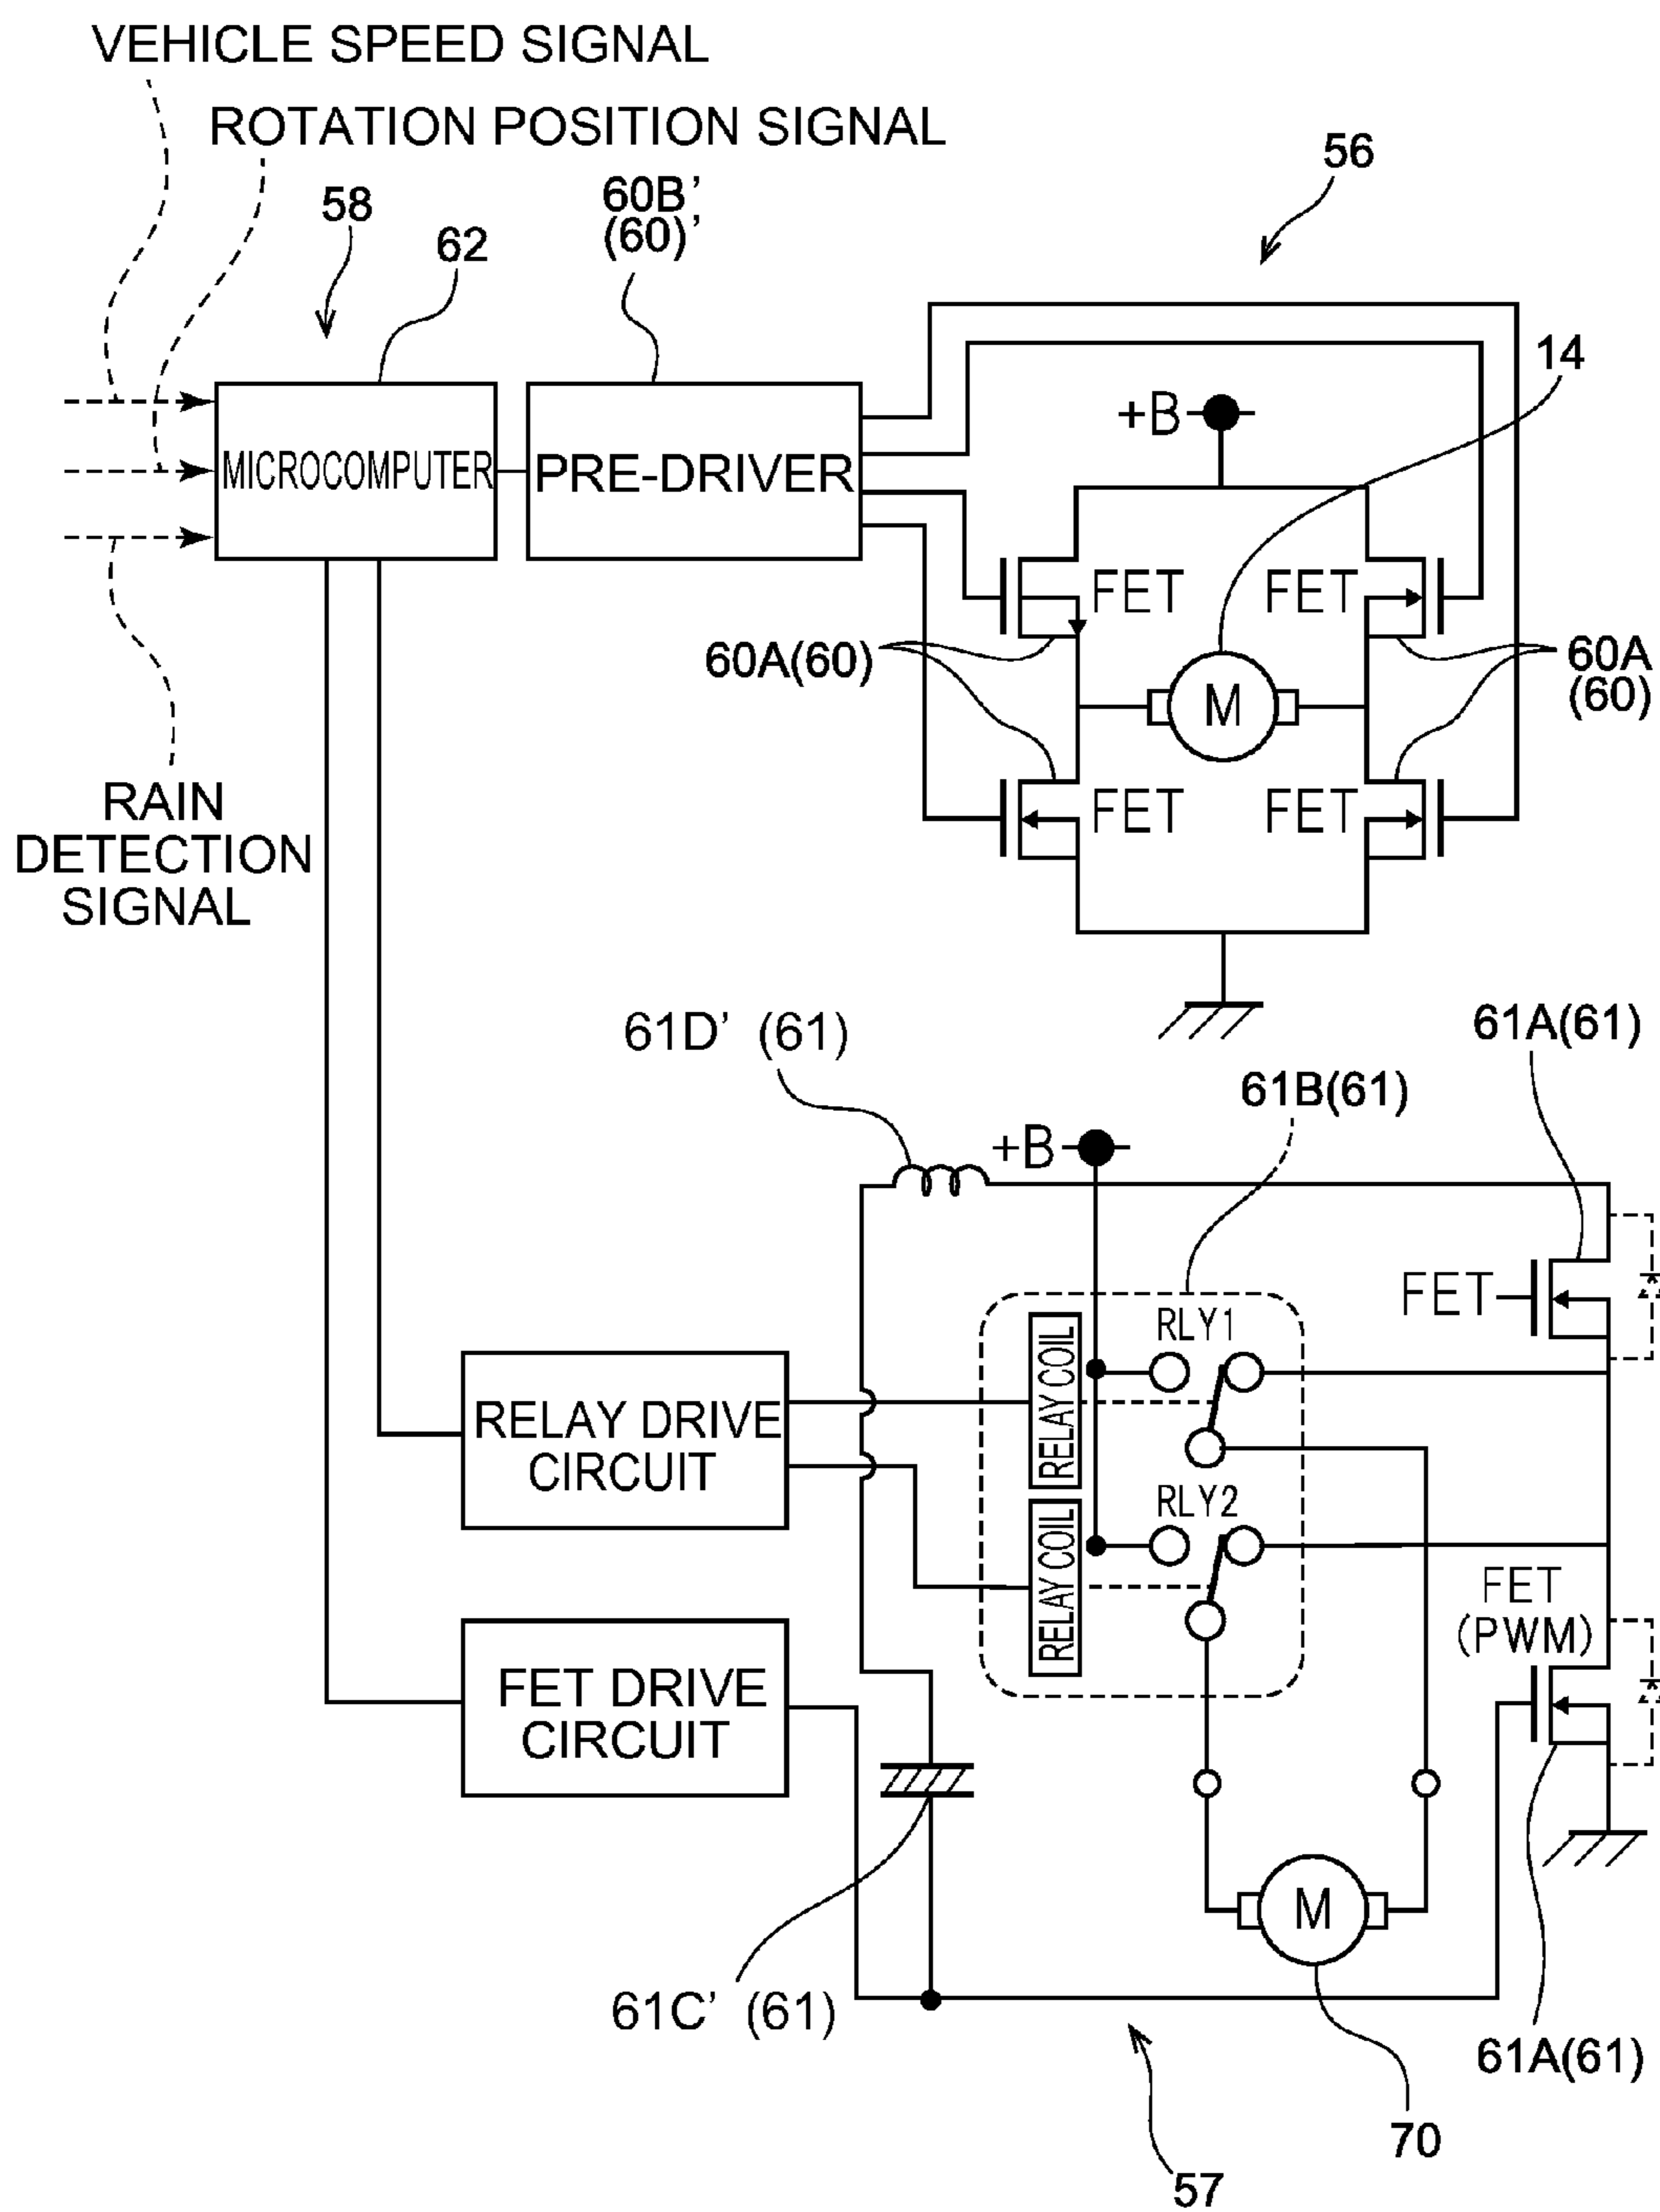 VEHICLE SPEED SIGNAL
ROTATION POSITION SIGNAL
58
62
60B’
(60)’
56
14
MICROCOMPUTER
PRE-DRIVER
+B
FET
FET
60A(60)
M
60A
(60)
FET
FET
RAIN
DETECTION
SIGNAL
61D’ (61)
61B(61)
61A(61)
+B
FET
RELAY COIL
RLY1
RELAY DRIVE
CIRCUIT
RELAY COIL
RLY2
FET
(PWM)
FET DRIVE
CIRCUIT
M
61C’ (61)
61A(61)
70
57